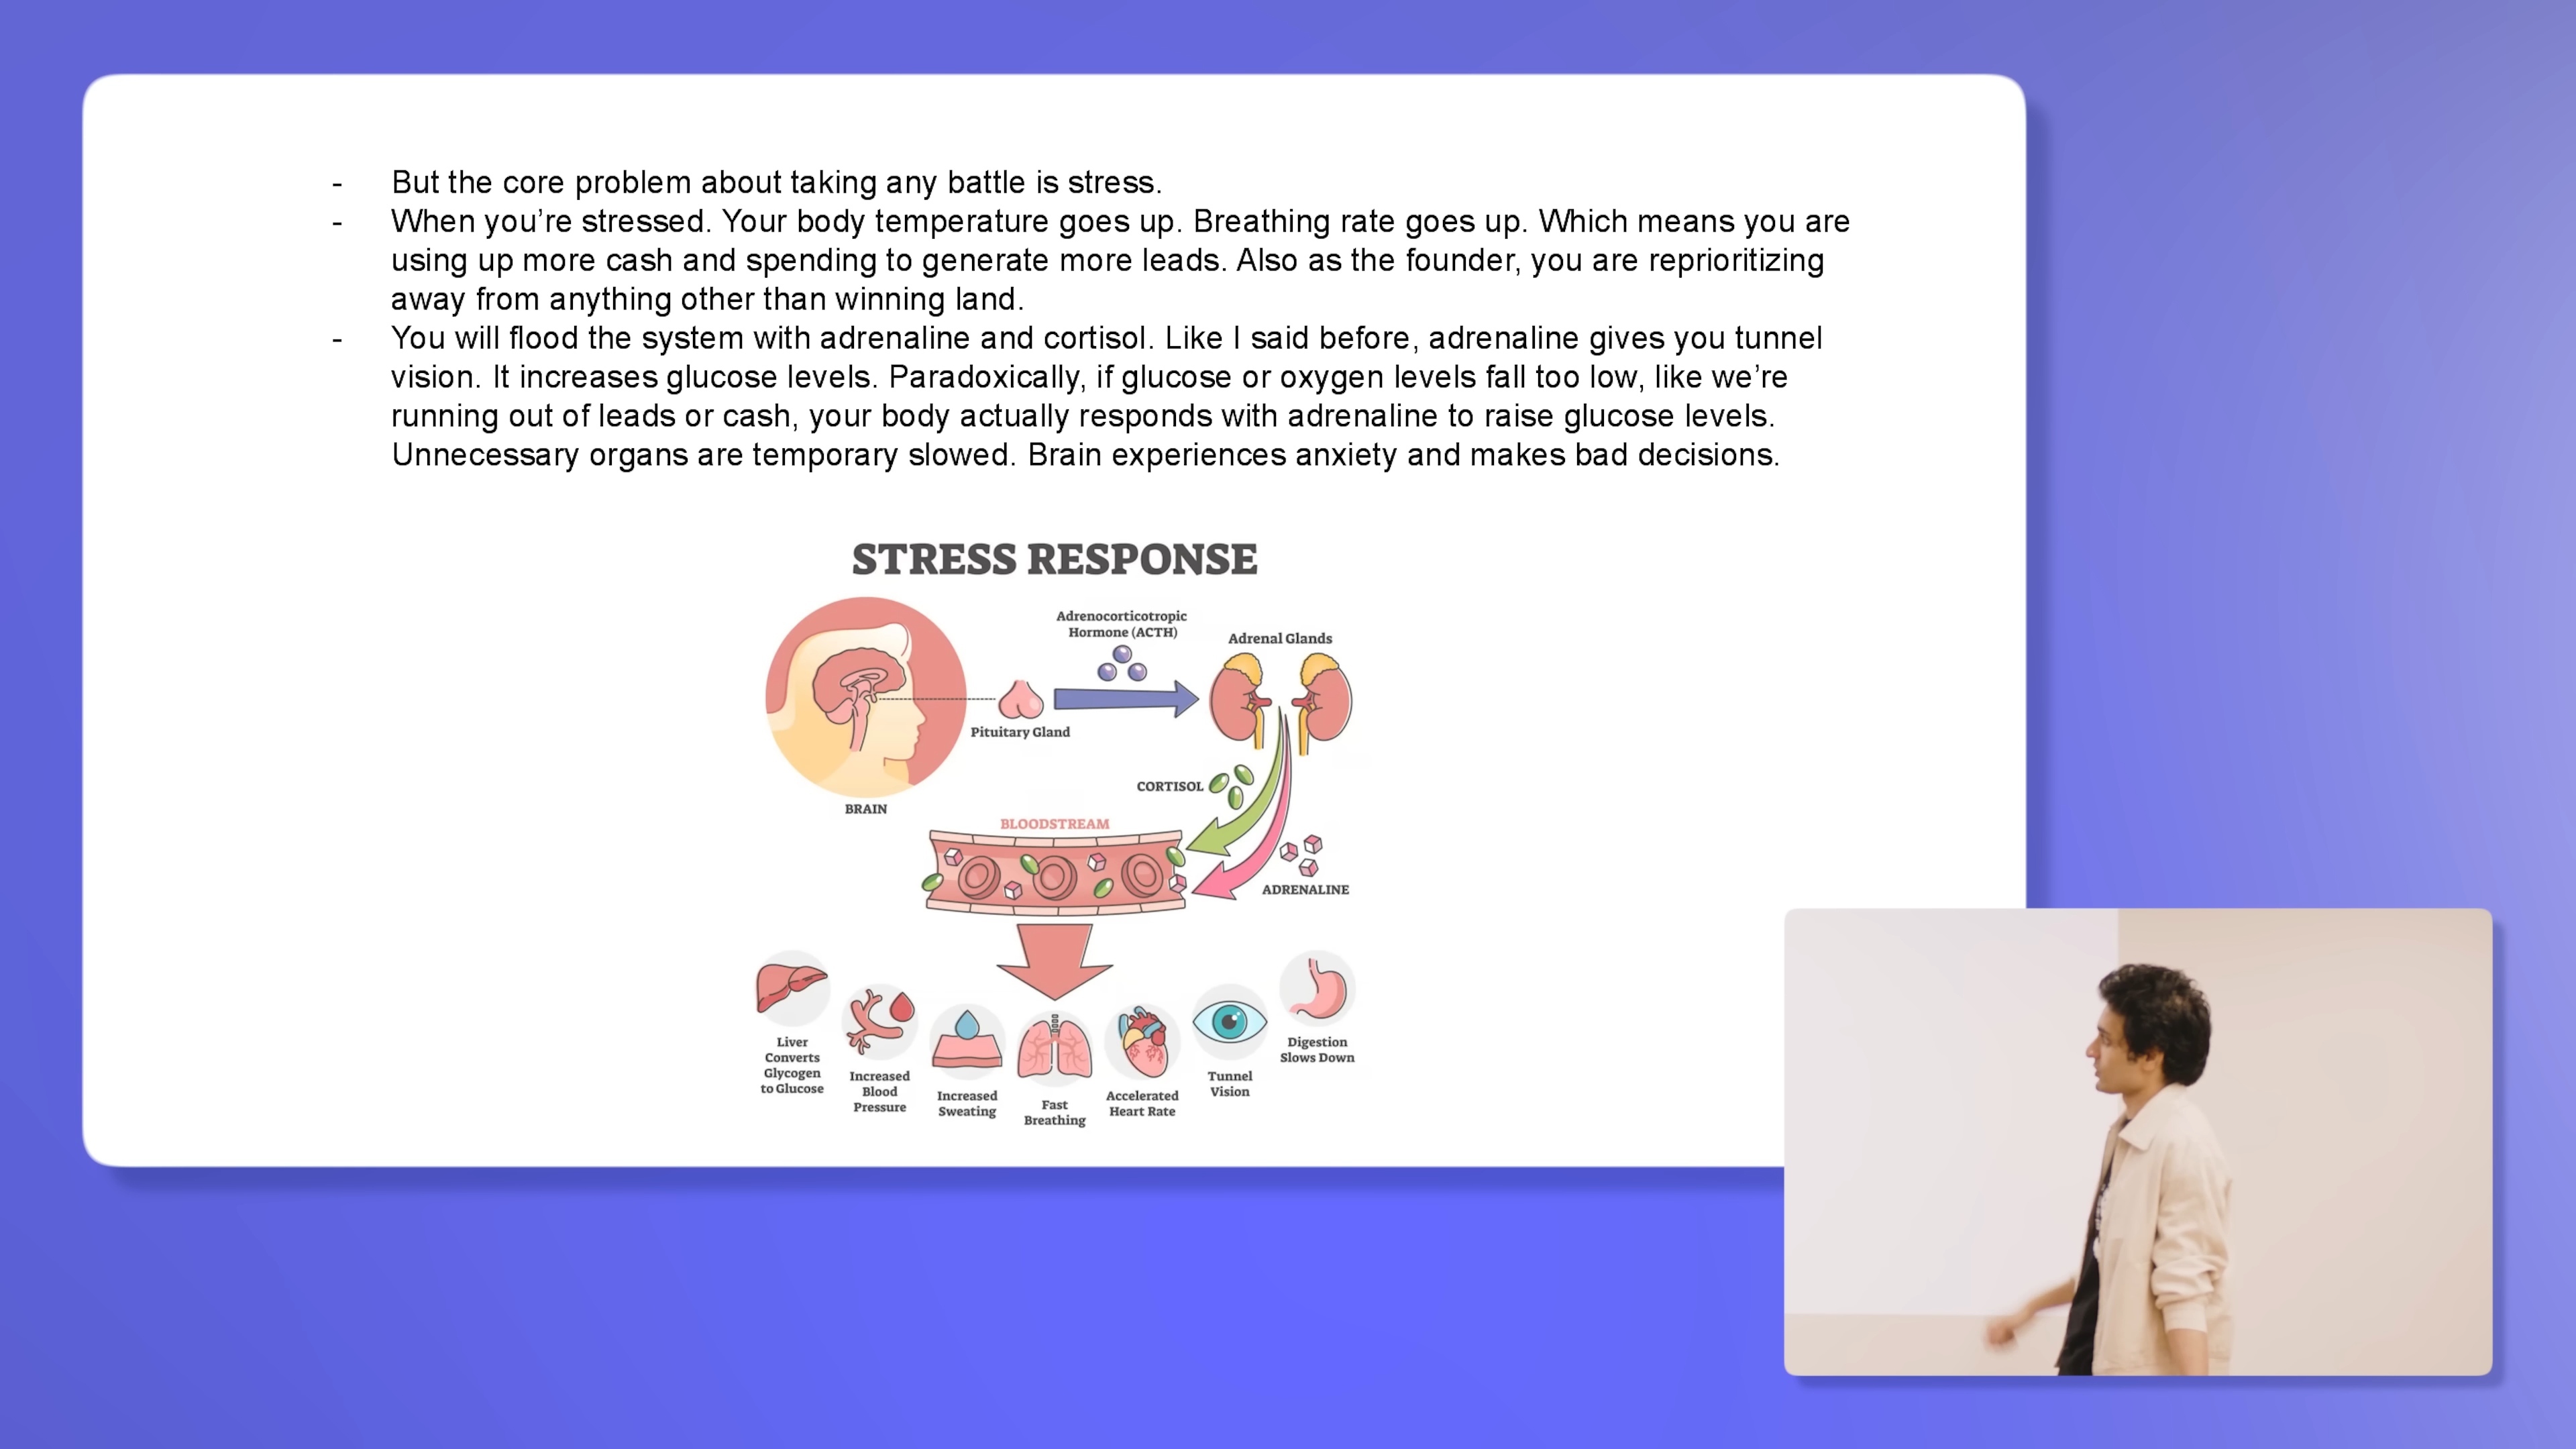 - But the core problem about taking any battle is stress.
- When you’re stressed. Your body temperature goes up. Breathing rate goes up. Which means you are
using up more cash and spending to generate more leads. Also as the founder, you are reprioritizing
away from anything other than winning land.
- You will flood the system with adrenaline and cortisol. Like I said before, adrenaline gives you tunnel
vision. It increases glucose levels. Paradoxically, if glucose or oxygen levels fall too low, like we’re
running out of leads or cash, your body actually responds with adrenaline to raise glucose levels.
Unnecessary organs are temporary slowed. Brain experiences anxiety and makes bad decisions.
STRESS RESPONSE
Adrenocorticotropic
Hormone (ACTH)
Adrenal Glands
Pituitary Gland
CORTISOL
BRAIN
BLOODSTREAM
ADRENALINE
Liver
Converts
Glycogen
to Glucose
Increased
Blood
Pressure
Increased
Sweating
Fast
Breathing
Accelerated
Heart Rate
Tunnel
Vision
Digestion
Slows Down